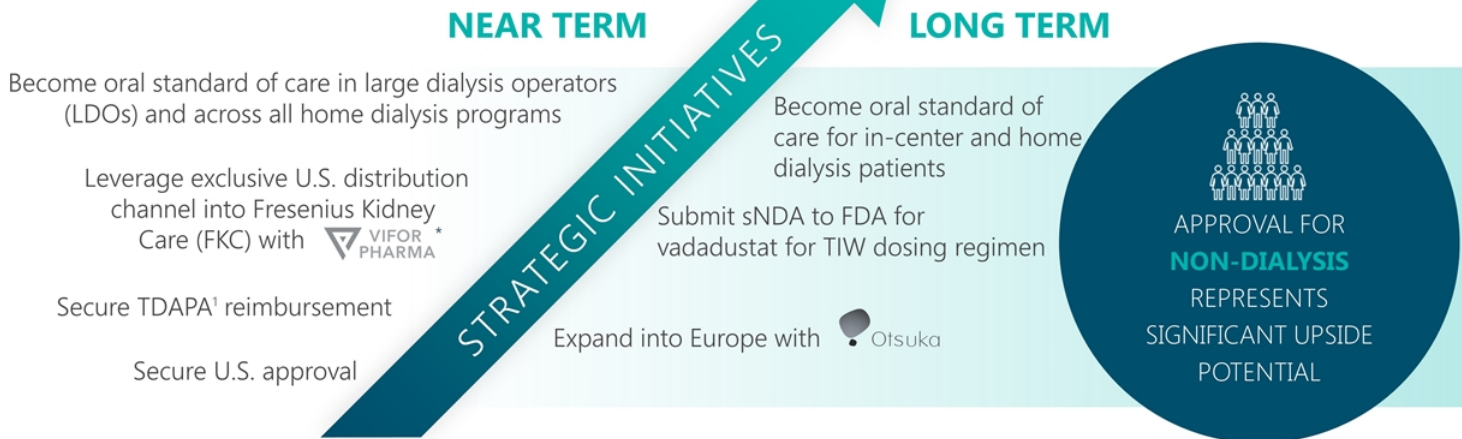 NEAR TERM
Become oral standard of care in large dialysis operators
(LDOs) and across all home dialysis programs
Leverage exclusive U.S. distribution
channel into Fresenius Kidney
Care (FKC) with VIFOR PHARMA *
Secure TDAPA¹ reimbursement
Secure U.S. approval
STRATEGIC INITIATIVES
LONG TERM
Become oral standard of
care for in-center and home
dialysis patients
Submit sNDA to FDA for
vadadustat for TIW dosing regimen
Expand into Europe with Otsuka
APPROVAL FOR
NON-DIALYSIS
REPRESENTS
SIGNIFICANT UPSIDE
POTENTIAL